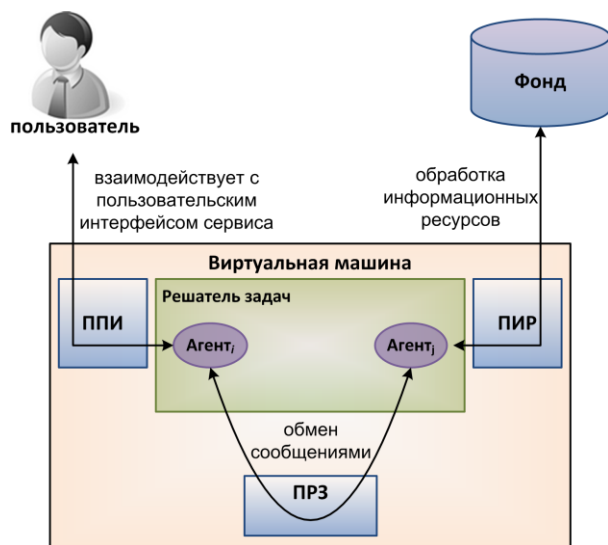 пользователь
Фонд
взаимодействует с
пользовательским
интерфейсом сервиса
обработка
информационных
ресурсов
Виртуальная машина
Решатель задач
ППИ
ПИР
Агентi
Агентj
обмен
сообщениями
ПРЗ